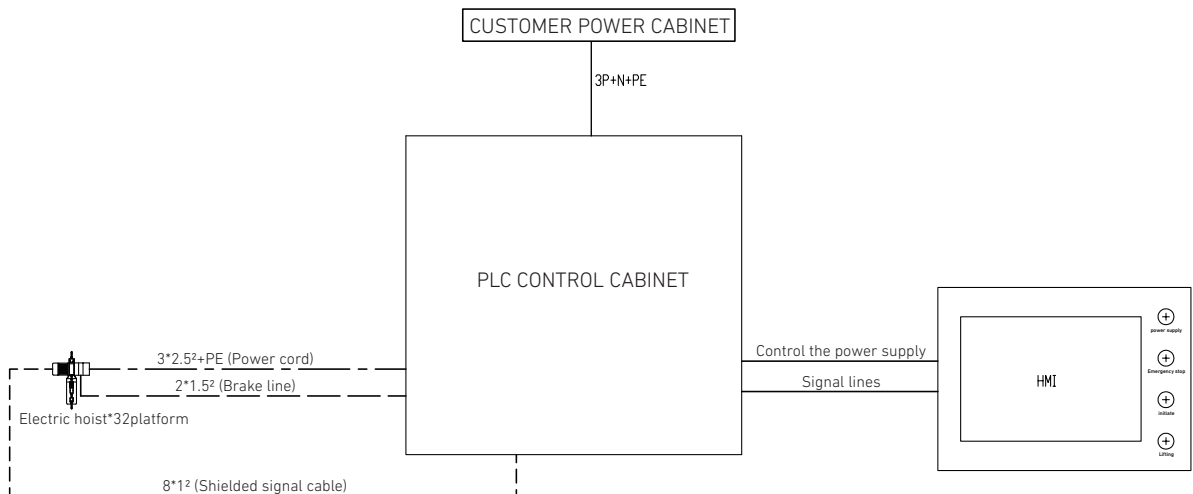 CUSTOMER POWER CABINET
3P+N+PE
PLC CONTROL CABINET
power supply
Control the power supply
3*2.5²+PE (Power cord)
Emergency stop
Signal lines
HMI
2*1.5² (Brake line)
initiate
Electric hoist*32platform
Lifting
8*1² (Shielded signal cable)